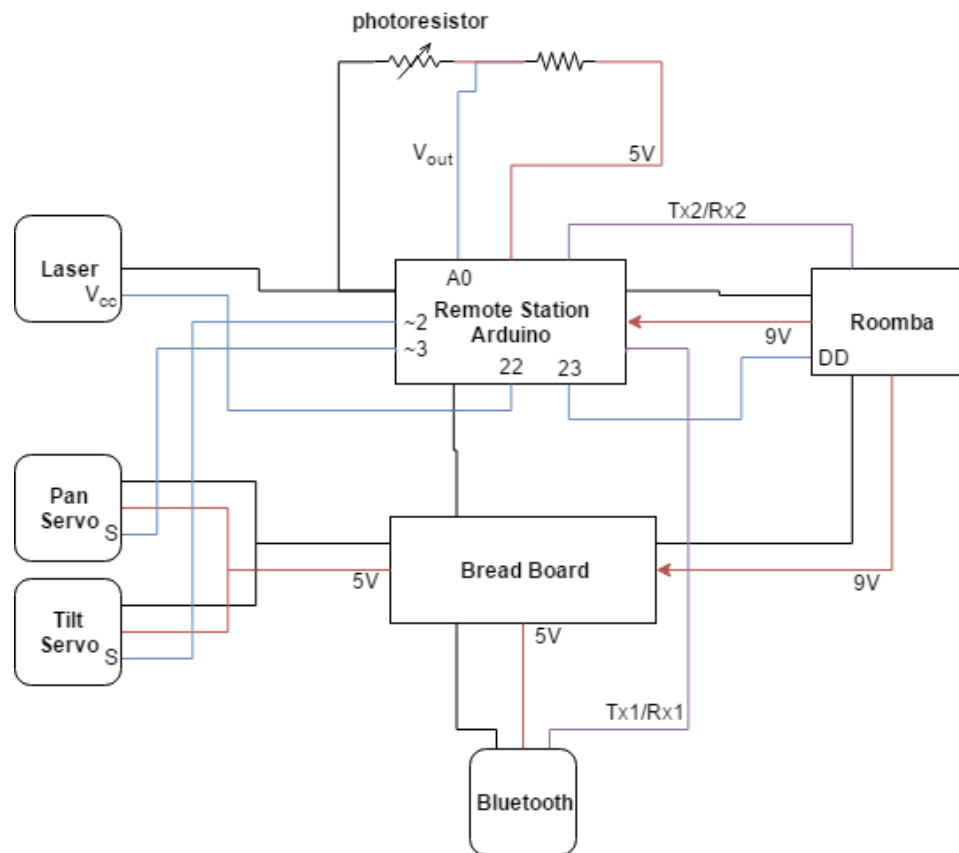 photoresistor
Vout
5V
Tx2/Rx2
Laser
Vcc
A0
Remote Station
Arduino
~2
~3
22
23
9V
Roomba
DD
Pan
Servo
S
Bread Board
5V
9V
Tilt
Servo
S
5V
Tx1/Rx1
Bluetooth